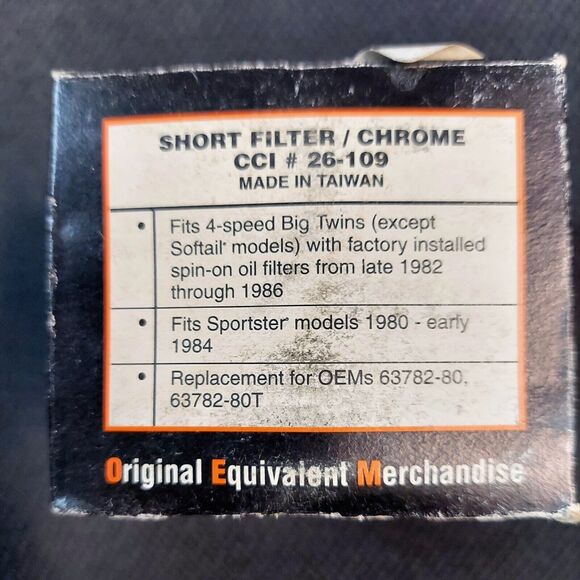 SHORT FILTER / CHROME
CCI # 26-109
MADE IN TAIWAN
• Fits 4-speed Big Twins (except
Softail® models) with factory installed
spin-on oil filters from late 1982
through 1986
• Fits Sportster® models 1980 - early
1984
• Replacement for OEMs 63782-80,
63782-80T
Original Equivalent Merchandise